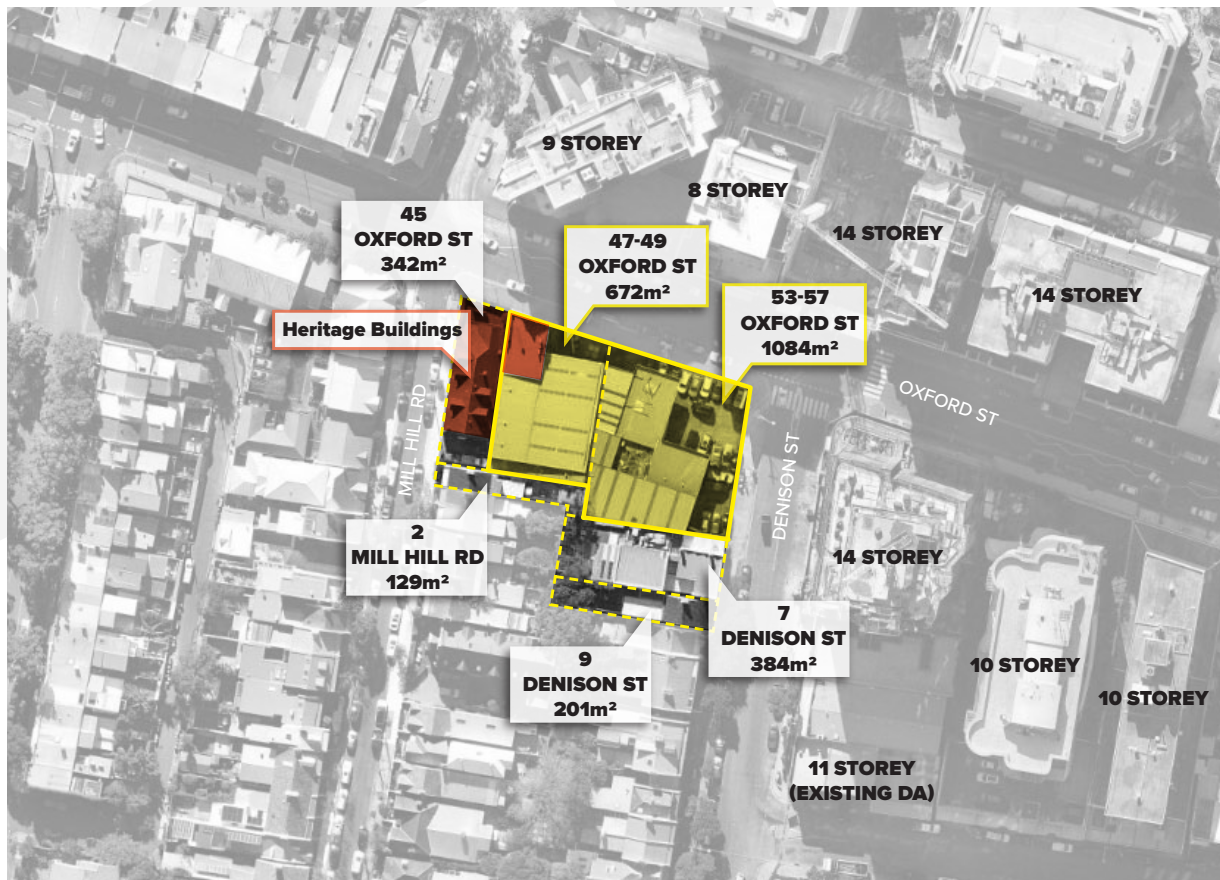 9 STOREY
8 STOREY
45
OXFORD ST
342m²
47-49
OXFORD ST
672m²
14 STOREY
53-57
OXFORD ST
1084m²
14 STOREY
Heritage Buildings
MILL HILL RD
OXFORD ST
DENISON ST
2
MILL HILL RD
129m²
14 STOREY
7
DENISON ST
384m²
9
DENISON ST
201m²
10 STOREY
10 STOREY
11 STOREY
(EXISTING DA)